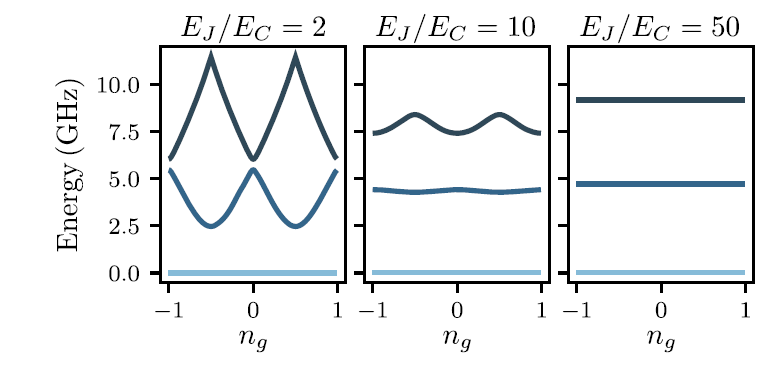 E_J/E_C = 2
E_J/E_C = 10
E_J/E_C = 50
Energy (GHz)
10.0
7.5
5.0
2.5
0.0
−1 0 1
−1 0 1
−1 0 1
n_g
n_g
n_g